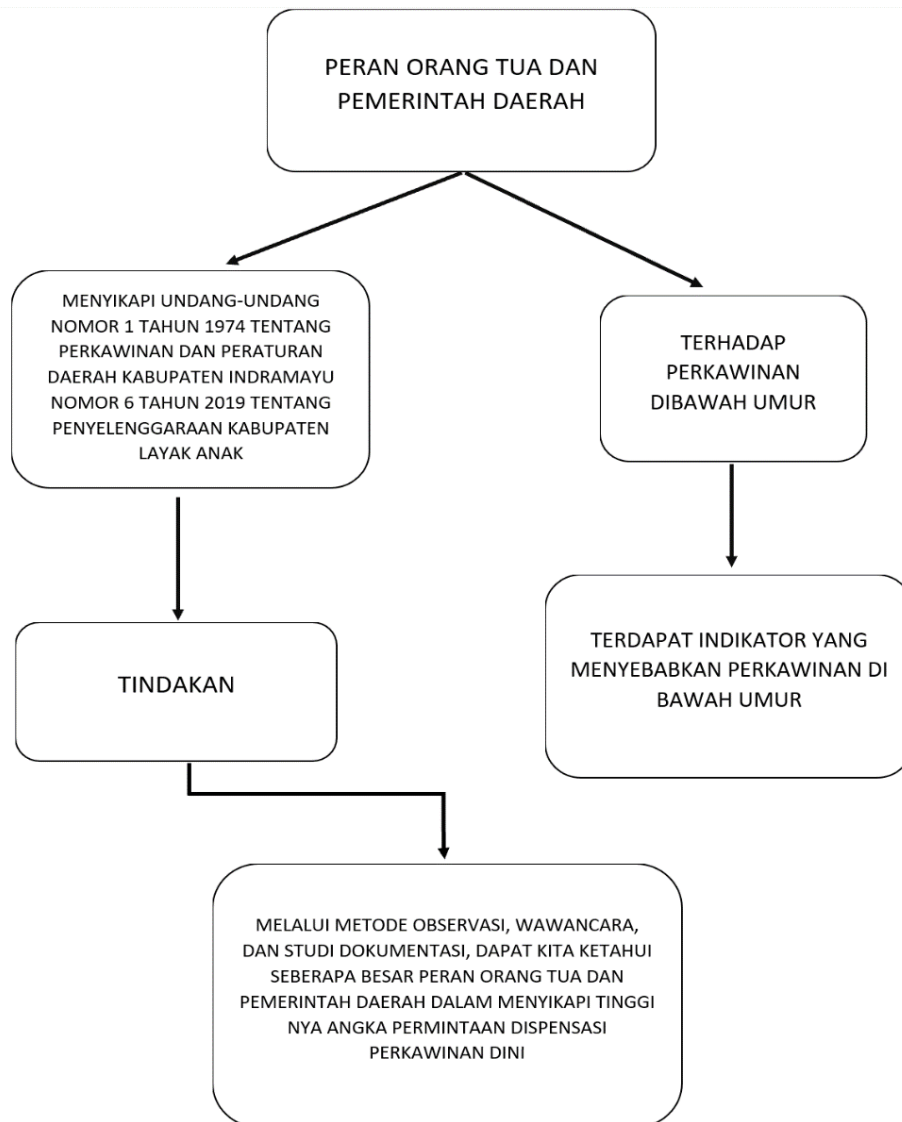 PERAN ORANG TUA DAN
PEMERINTAH DAERAH
MENYIKAPI UNDANG-UNDANG
NOMOR 1 TAHUN 1974 TENTANG
PERKAWINAN DAN PERATURAN
DAERAH KABUPATEN INDRAMAYU
NOMOR 6 TAHUN 2019 TENTANG
PENYELENGGARAAN KABUPATEN
LAYAK ANAK
TERHADAP
PERKAWINAN
DIBAWAH UMUR
TINDAKAN
TERDAPAT INDIKATOR YANG
MENYEBABKAN PERKAWINAN DI
BAWAH UMUR
MELALUI METODE OBSERVASI, WAWANCARA,
DAN STUDI DOKUMENTASI, DAPAT KITA KETAHUI
SEBERAPA BESAR PERAN ORANG TUA DAN
PEMERINTAH DAERAH DALAM MENYIKAPI TINGGI
NYA ANGKA PERMINTAAN DISPENSASI
PERKAWINAN DINI